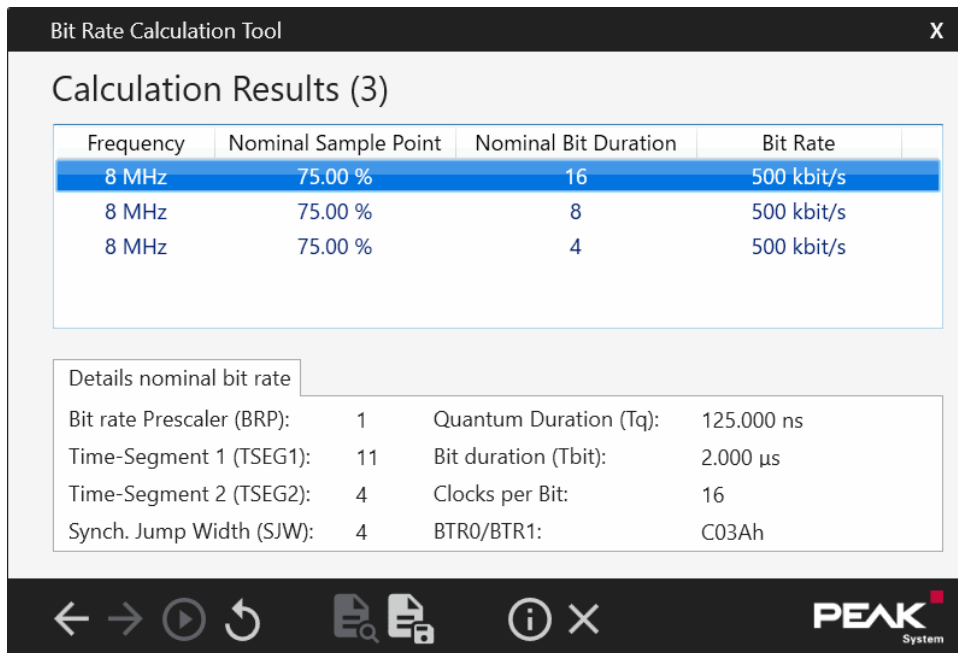 Bit Rate Calculation Tool X
Calculation Results (3)
Frequency Nominal Sample Point Nominal Bit Duration Bit Rate
8 MHz 75.00 % 16 500 kbit/s
8 MHz 75.00 % 8 500 kbit/s
8 MHz 75.00 % 4 500 kbit/s
Details nominal bit rate
Bit rate Prescaler (BRP): 1 Quantum Duration (Tq): 125.000 ns
Time-Segment 1 (TSEG1): 11 Bit duration (Tbit): 2.000 µs
Time-Segment 2 (TSEG2): 4 Clocks per Bit: 16
Synch. Jump Width (SJW): 4 BTR0/BTR1: C03Ah
PEAK
System